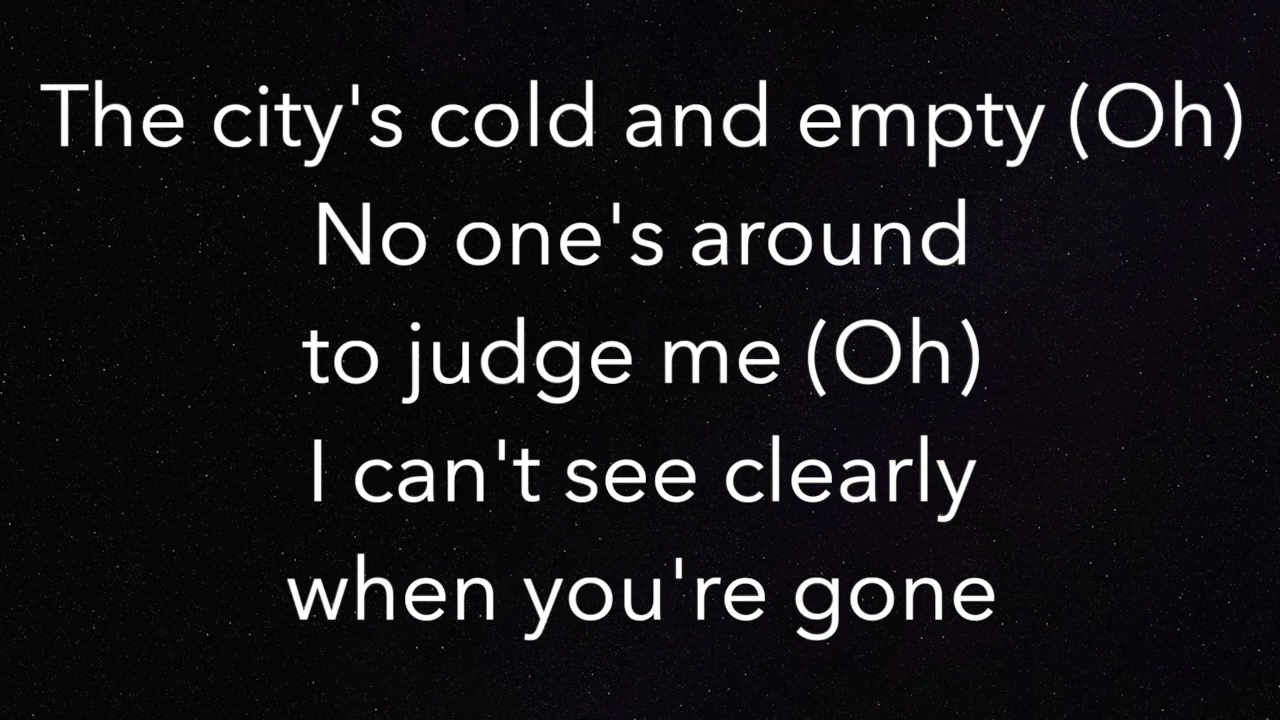 The city's cold and empty (Oh)
No one's around
to judge me (Oh)
I can't see clearly
when you're gone